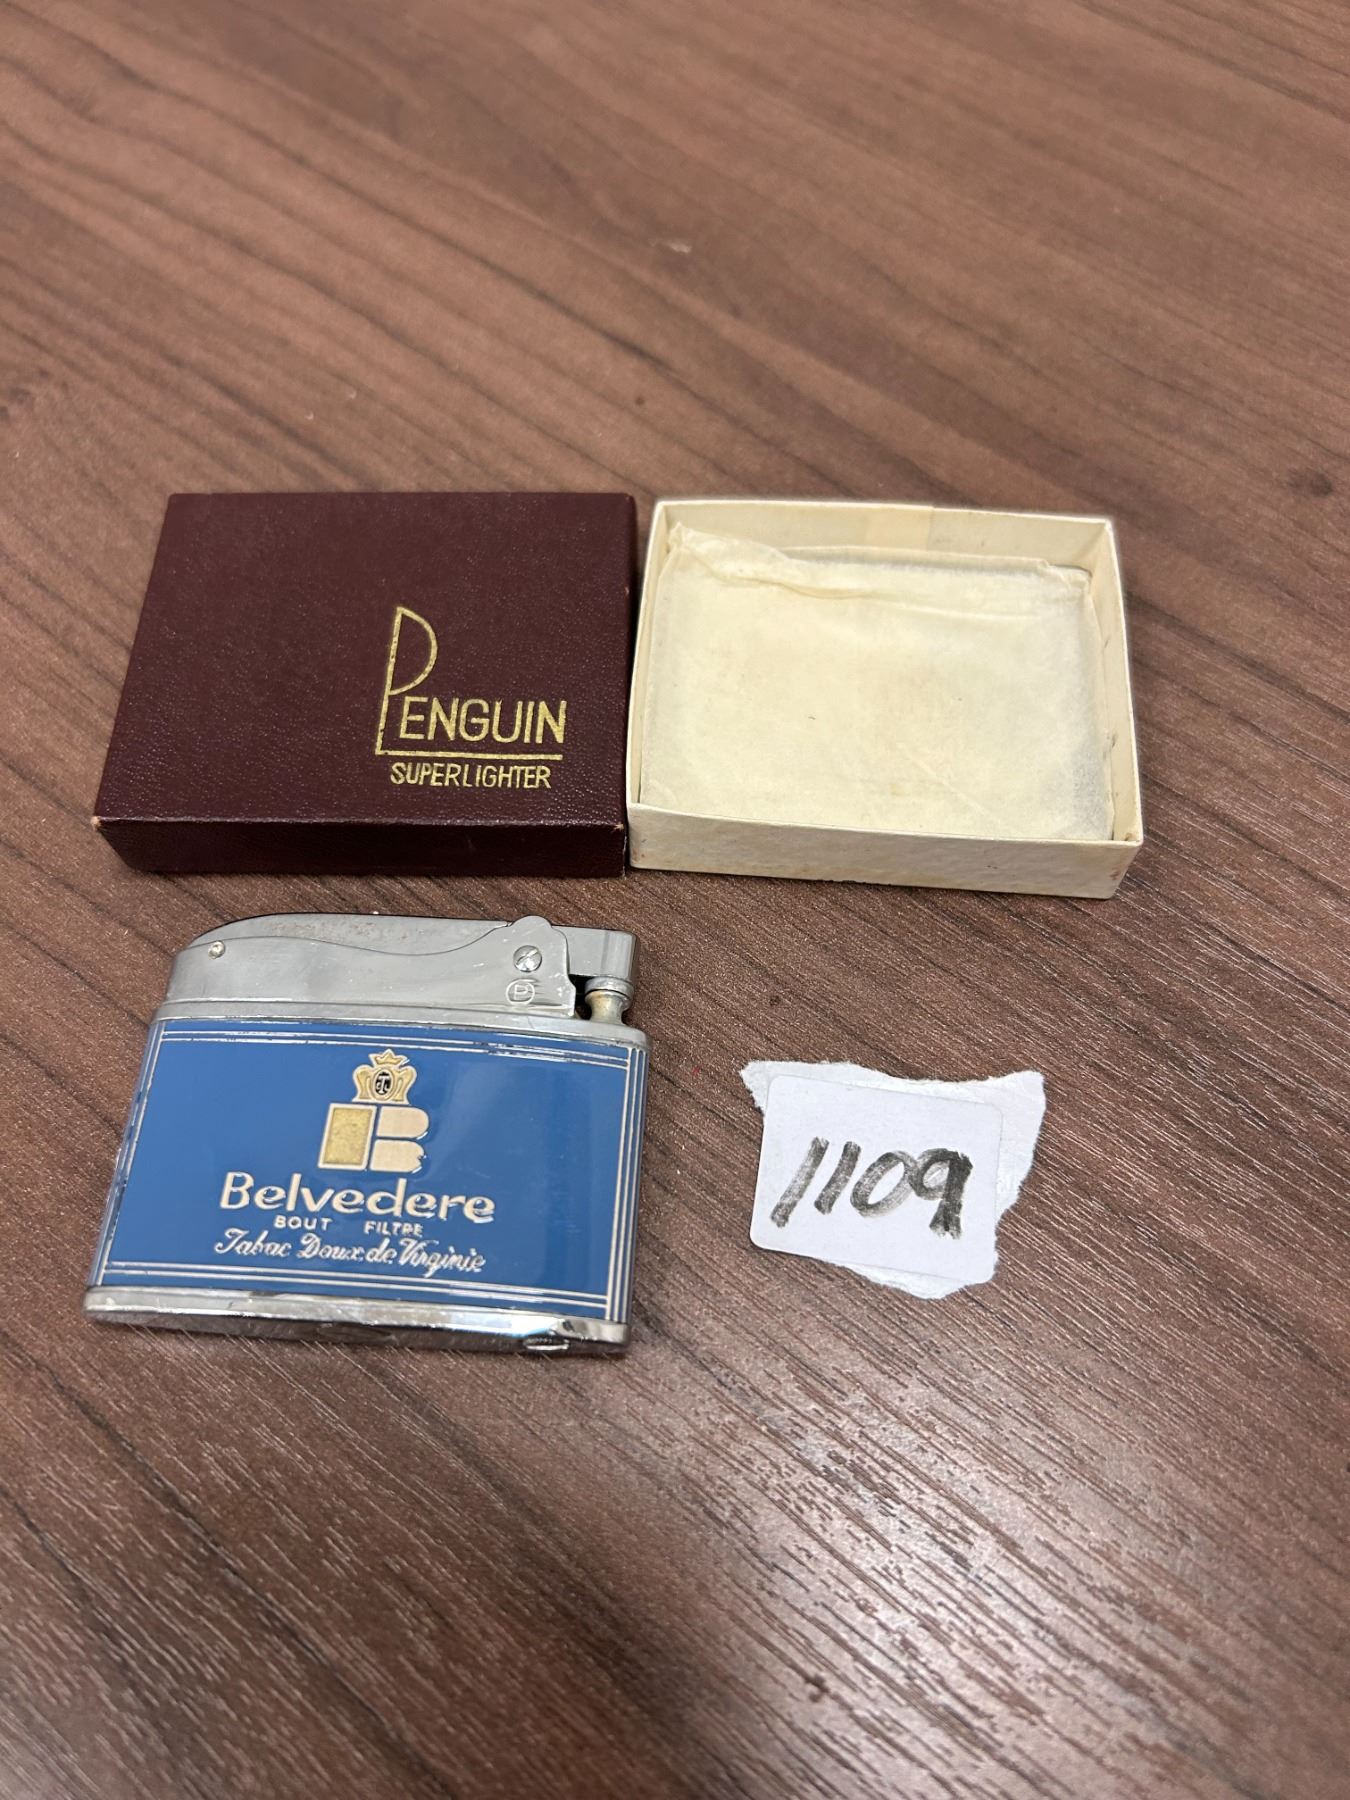 PENGUIN
SUPERLIGHTER
P
B
Belvedere
BOUT FILTRE
Tabac Doux de Virginie
1109